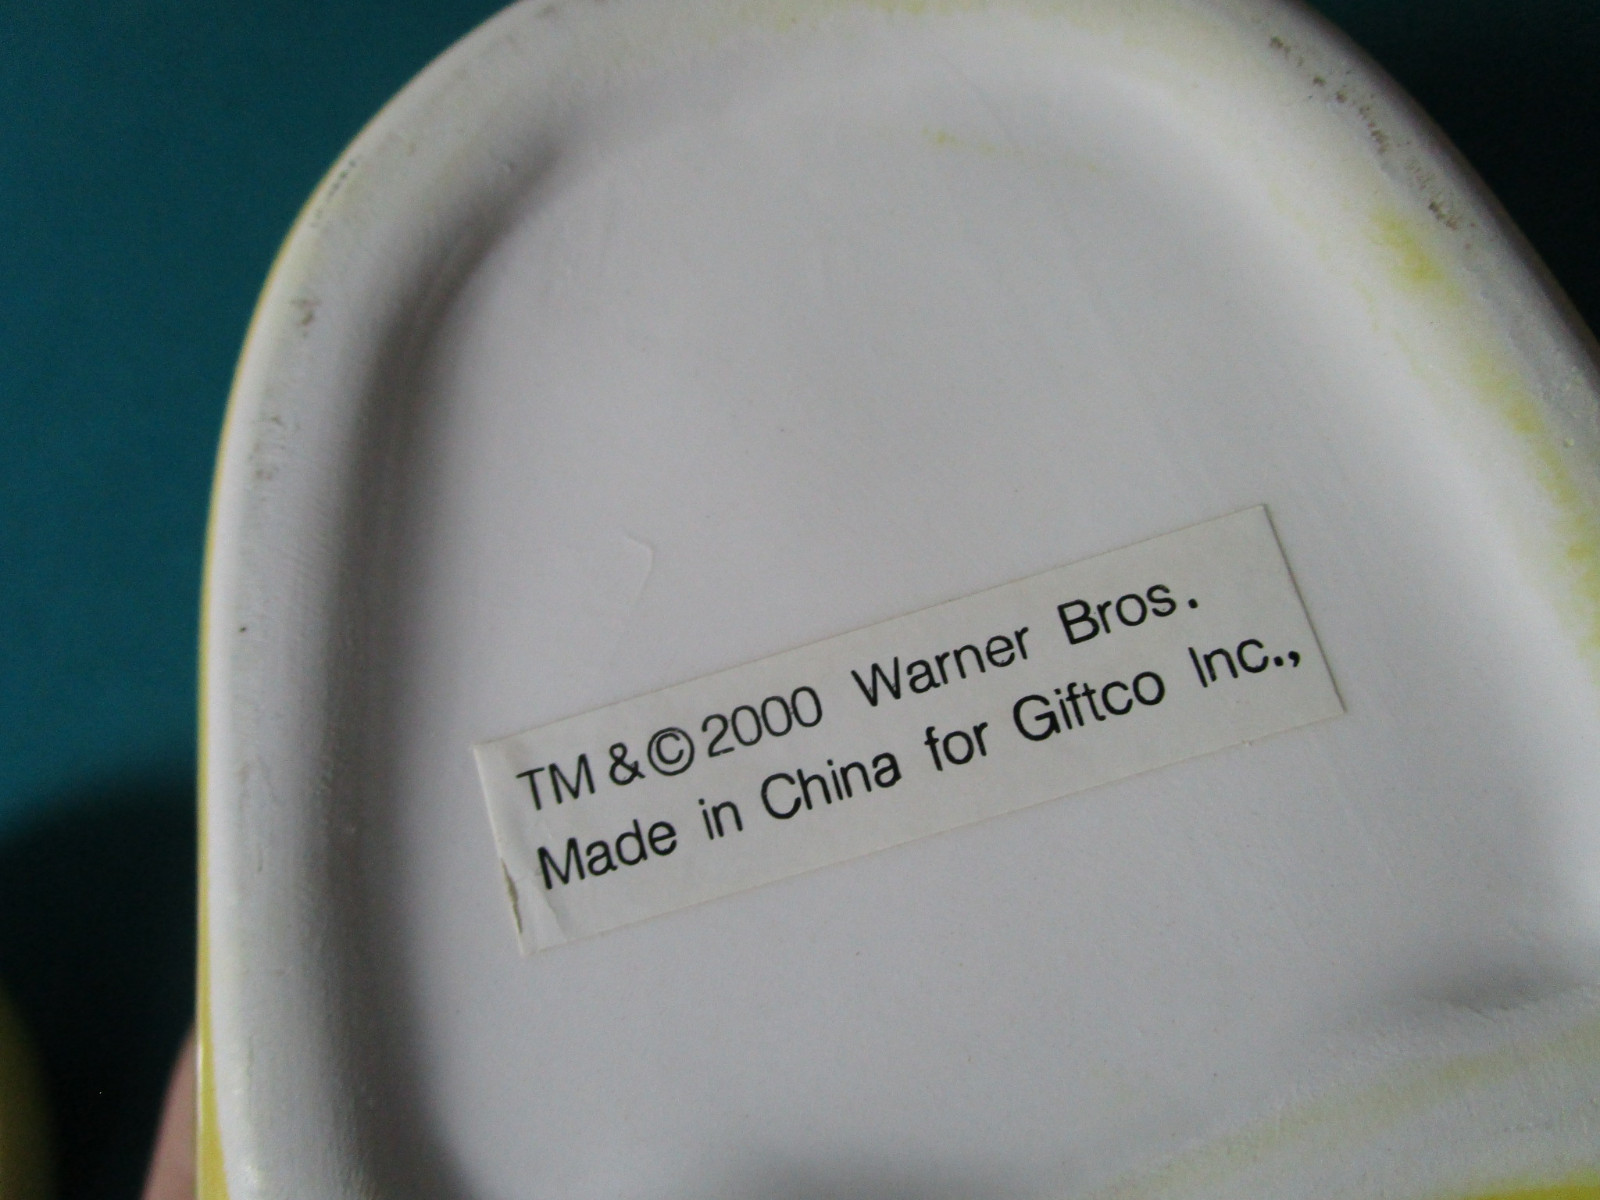 TM & © 2000 Warner Bros.
Made in China for Giftco Inc.,